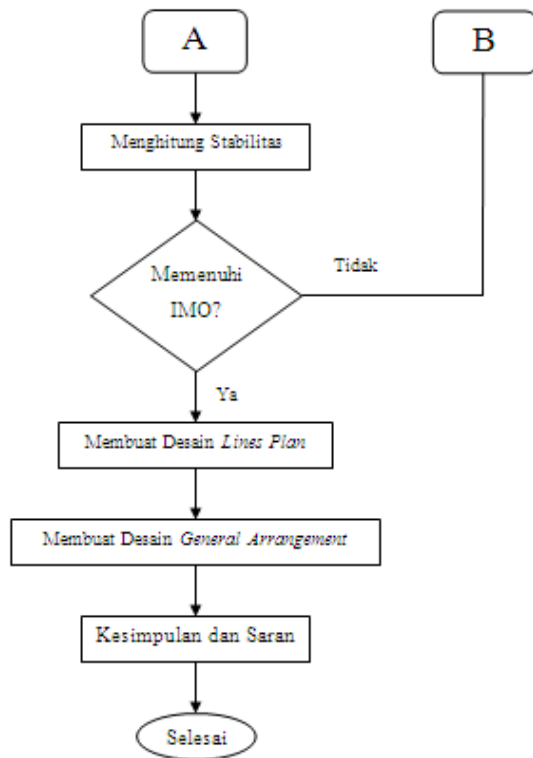 A
B
Menghitung Stabilitas
Memenuhi
IMO?
Tidak
Ya
Membuat Desain Lines Plan
Membuat Desain General Arrangement
Kesimpulan dan Saran
Selesai